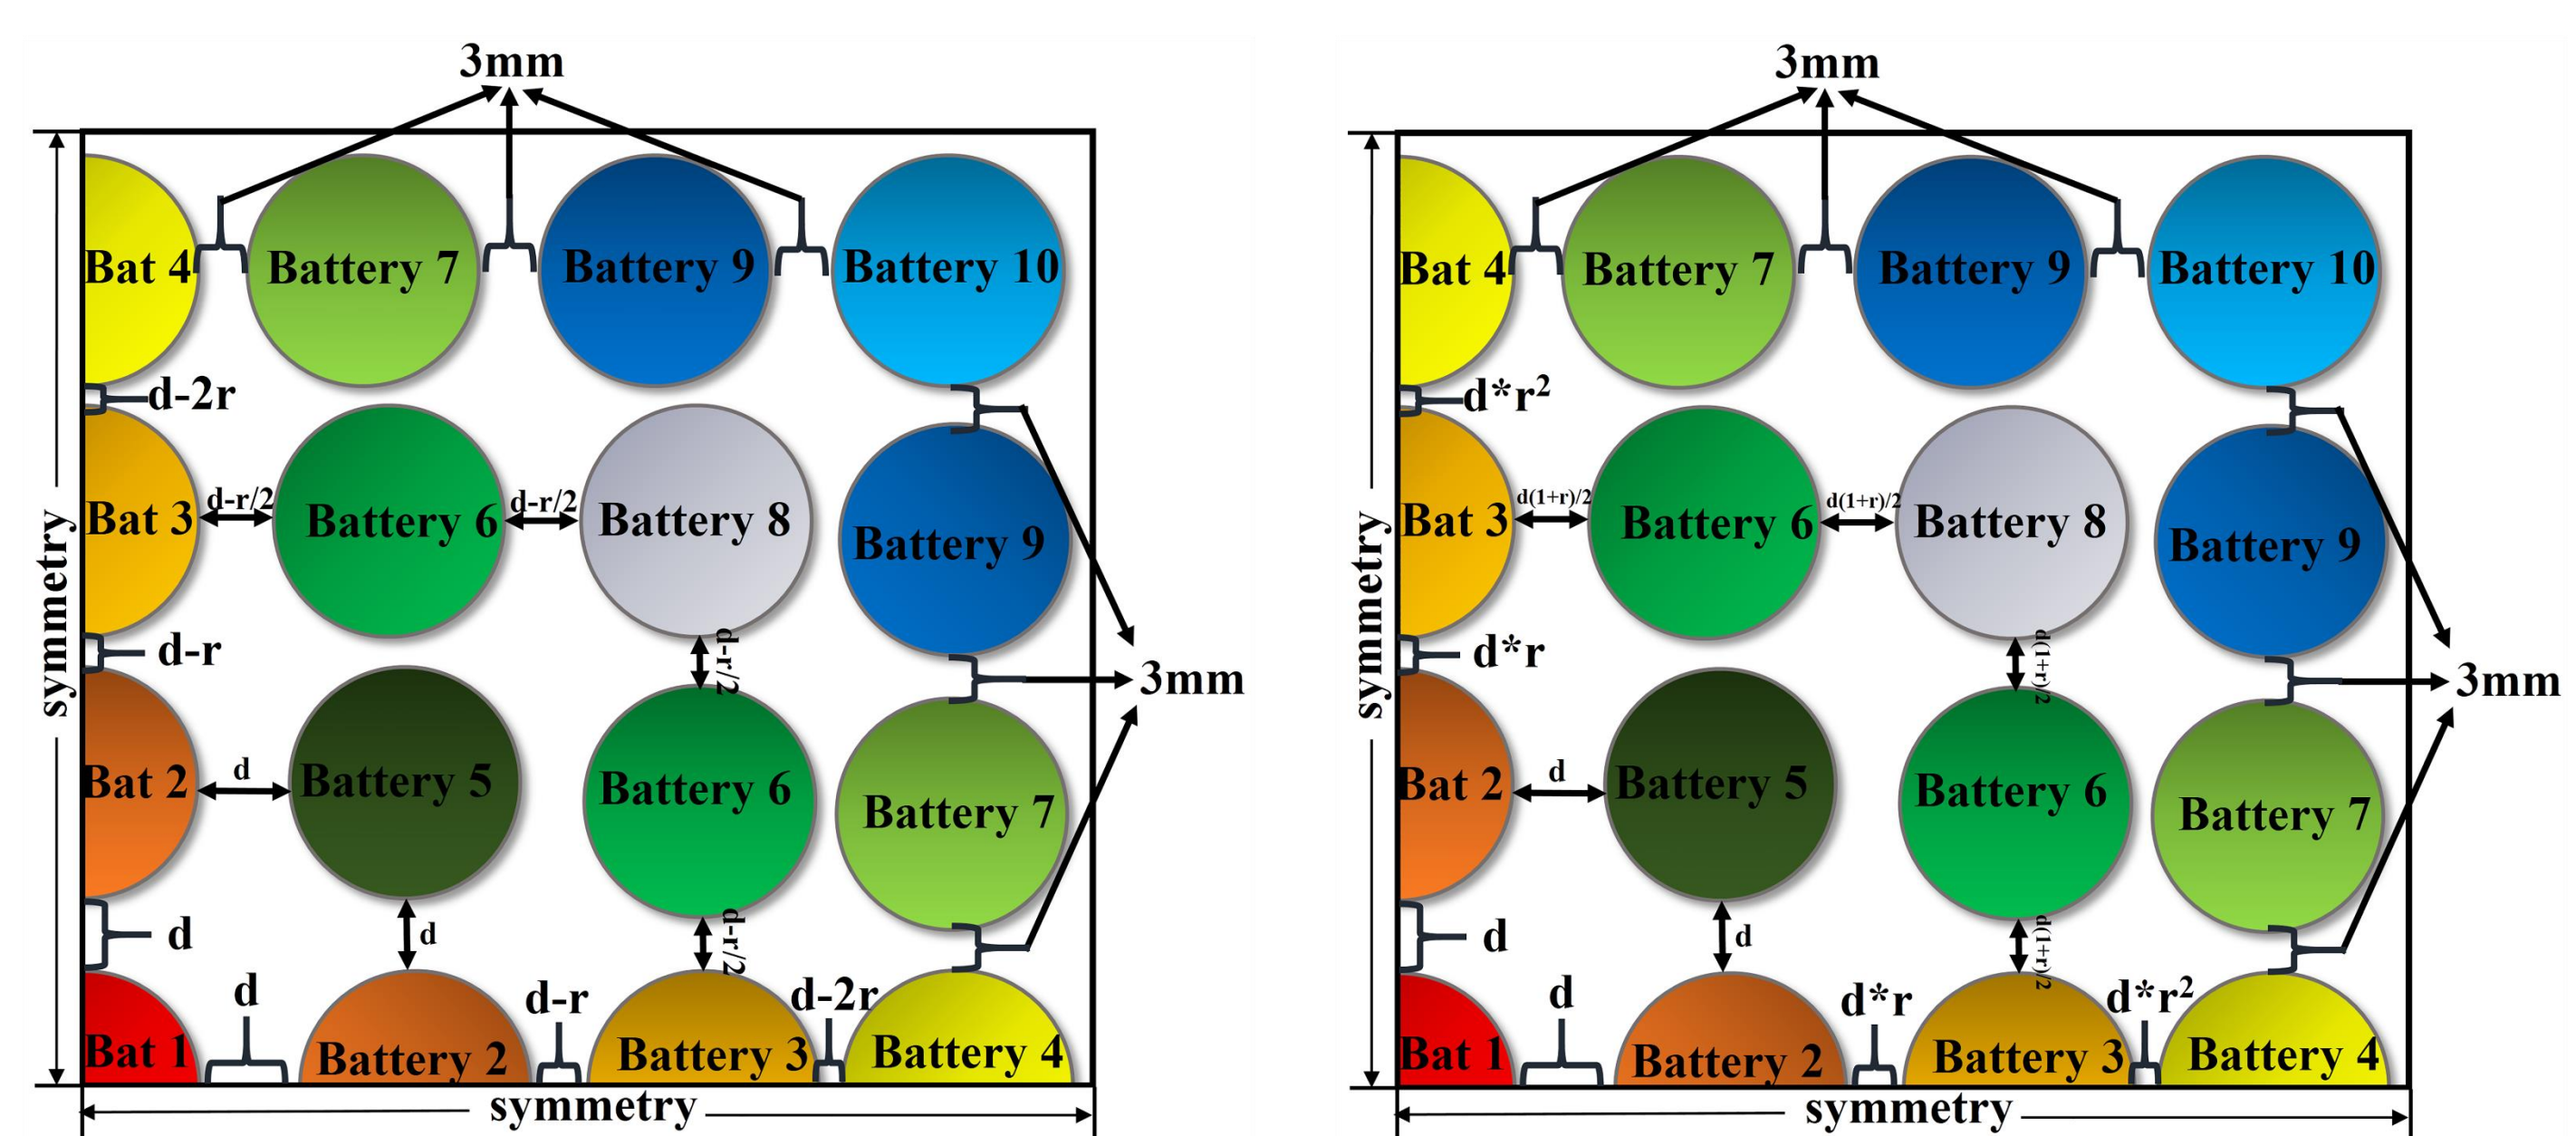 3mm
Bat 4
Battery 7
Battery 9
Battery 10
d-2r
Bat 3
d-r/2
Battery 6
d-r/2
Battery 8
Battery 9
d-r
d-r/2
3mm
Bat 2
d
Battery 5
Battery 6
Battery 7
d
d
d-r/2
d
d-r
d-2r
Bat 1
Battery 2
Battery 3
Battery 4
symmetry
symmetry
3mm
Bat 4
Battery 7
Battery 9
Battery 10
d*r²
Bat 3
d(1+r)/2
Battery 6
d(1+r)/2
Battery 8
Battery 9
d*r
d(1+r)/2
3mm
Bat 2
d
Battery 5
Battery 6
Battery 7
d
d
d(1+r)/2
d
d*r
d*r²
Bat 1
Battery 2
Battery 3
Battery 4
symmetry
symmetry